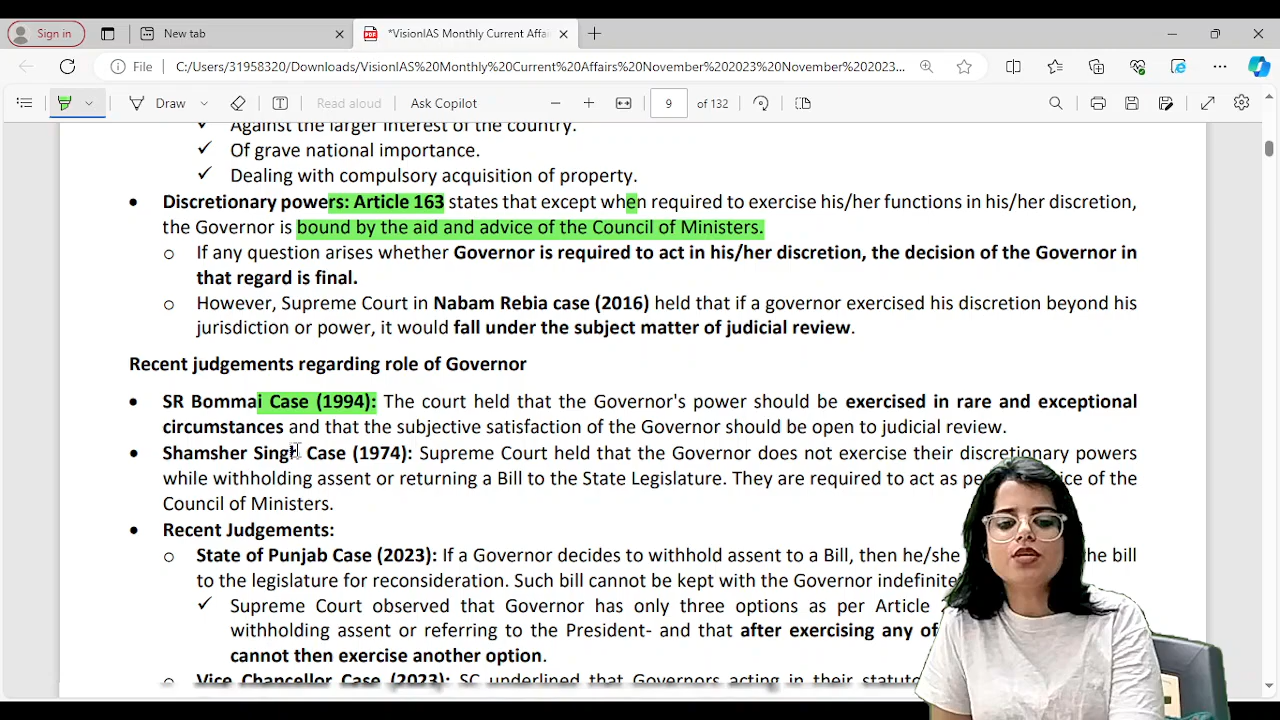 Sign in
New tab
*VisionIAS Monthly Current Affai
File
C:/Users/31958320/Downloads/VisionIAS%20Monthly%20Current%20Affairs%20November%202023%20November%202023...
Draw
Read aloud
Ask Copilot
9 of 132
✓ Against the larger interest of the country.
✓ Of grave national importance.
✓ Dealing with compulsory acquisition of property.
• Discretionary powers: Article 163 states that except when required to exercise his/her functions in his/her discretion,
the Governor is bound by the aid and advice of the Council of Ministers.
o If any question arises whether Governor is required to act in his/her discretion, the decision of the Governor in
that regard is final.
o However, Supreme Court in Nabam Rebia case (2016) held that if a governor exercised his discretion beyond his
jurisdiction or power, it would fall under the subject matter of judicial review.
Recent judgements regarding role of Governor
• SR Bommai Case (1994): The court held that the Governor's power should be exercised in rare and exceptional
circumstances and that the subjective satisfaction of the Governor should be open to judicial review.
• Shamsher Singh Case (1974): Supreme Court held that the Governor does not exercise their discretionary powers
while withholding assent or returning a Bill to the State Legislature. They are required to act as of the
Council of Ministers.
• Recent Judgements:
o State of Punjab Case (2023): If a Governor decides to withhold assent to a Bill, then he/she bill
to the legislature for reconsideration. Such bill cannot be kept with the Governor
✓ Supreme Court observed that Governor has only three options as per Article
withholding assent or referring to the President- and that after exercising any
cannot then exercise another option.
o Vice Chancellor Case (2023): SC underlined that Governors acting in their